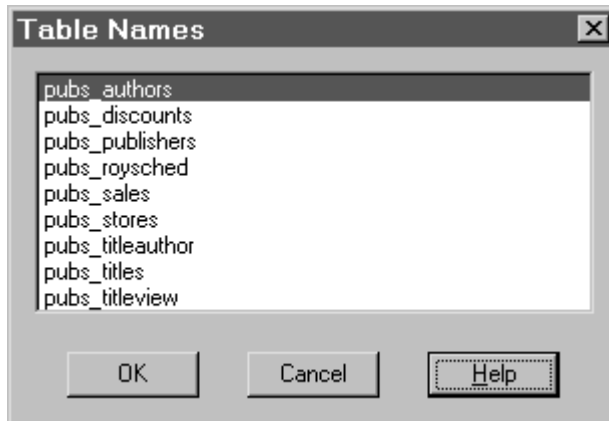 Table Names
pubs_authors
pubs_discounts
pubs_publishers
pubs_roysched
pubs_sales
pubs_stores
pubs_titleauthor
pubs_titles
pubs_titleview
OK Cancel Help